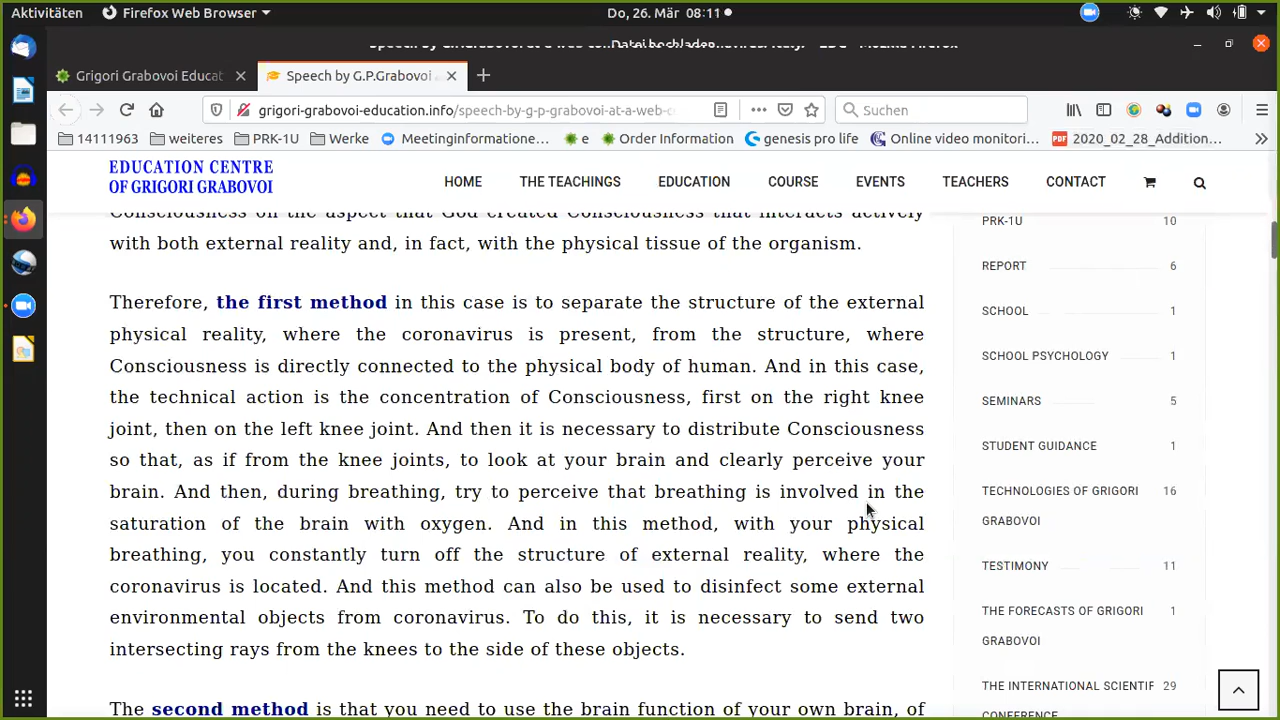 Aktivitäten
Firefox Web Browser
Do, 26. Mär 08:11
Datei hochladen
Grigori Grabovoi Educat
Speech by G.P.Grabovoi
grigori-grabovoi-education.info/speech-by-g-p-grabovoi-at-a-web-c
Suchen
14111963
weiteres
PRK-1U
Werke
Meetinginformatione...
e
Order Information
genesis pro life
Online video monitori...
2020_02_28_Addition...
EDUCATION CENTRE
OF GRIGORI GRABOVOI
HOME
THE TEACHINGS
EDUCATION
COURSE
EVENTS
TEACHERS
CONTACT
Consciousness on the aspect that God created Consciousness that interacts actively
with both external reality and, in fact, with the physical tissue of the organism.
Therefore, the first method in this case is to separate the structure of the external
physical reality, where the coronavirus is present, from the structure, where
Consciousness is directly connected to the physical body of human. And in this case,
the technical action is the concentration of Consciousness, first on the right knee
joint, then on the left knee joint. And then it is necessary to distribute Consciousness
so that, as if from the knee joints, to look at your brain and clearly perceive your
brain. And then, during breathing, try to perceive that breathing is involved in the
saturation of the brain with oxygen. And in this method, with your physical
breathing, you constantly turn off the structure of external reality, where the
coronavirus is located. And this method can also be used to disinfect some external
environmental objects from coronavirus. To do this, it is necessary to send two
intersecting rays from the knees to the side of these objects.
The second method is that you need to use the brain function of your own brain, of
PRK-1U 10
REPORT 6
SCHOOL 1
SCHOOL PSYCHOLOGY 1
SEMINARS 5
STUDENT GUIDANCE 1
TECHNOLOGIES OF GRIGORI 16
GRABOVOI
TESTIMONY 11
THE FORECASTS OF GRIGORI 1
GRABOVOI
THE INTERNATIONAL SCIENTIF 29
CONFERENCE